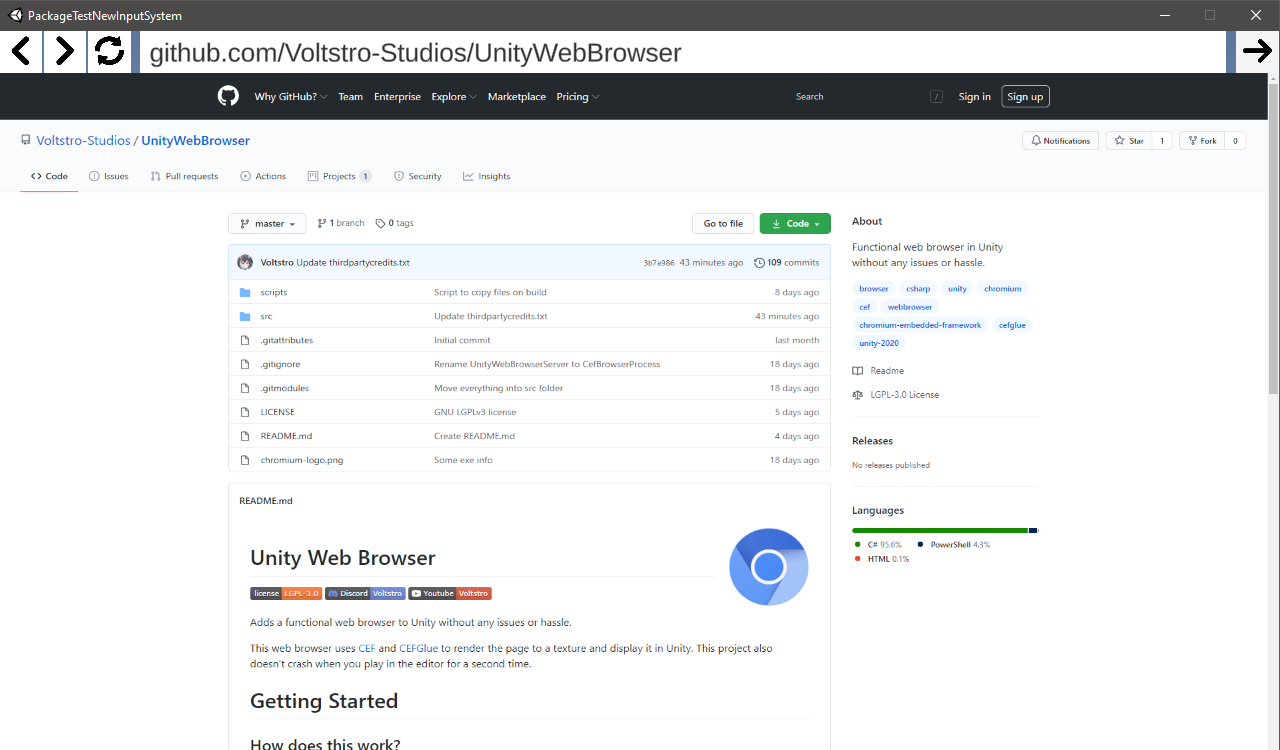 PackageTestNewInputSystem
github.com/Voltstro-Studios/UnityWebBrowser
Why GitHub? Team Enterprise Explore Marketplace Pricing Search / Sign in Sign up
Voltstro-Studios / UnityWebBrowser Notifications Star 1 Fork 0
Code Issues Pull requests Actions Projects 1 Security Insights
master 1 branch 0 tags Go to file Code
Voltstro Update thirdpartycredits.txt 3b7a986 43 minutes ago 109 commits
scripts Script to copy files on build 8 days ago
src Update thirdpartycredits.txt 43 minutes ago
.gitattributes Initial commit last month
.gitignore Rename UnityWebBrowserServer to CefBrowserProcess 18 days ago
.gitmodules Move everything into src folder 18 days ago
LICENSE GNU LGPLv3 license 5 days ago
README.md Create README.md 4 days ago
chromium-logo.png Some exe info 18 days ago
README.md
Unity Web Browser
license LGPL-3.0 Discord Voltstro Youtube Voltstro
Adds a functional web browser to Unity without any issues or hassle.
This web browser uses CEF and CEFGlue to render the page to a texture and display it in Unity. This project also
doesn't crash when you play in the editor for a second time.
Getting Started
How does this work?
About
Functional web browser in Unity
without any issues or hassle.
browser csharp unity chromium
cef webbrowser
chromium-embedded-framework cefglue
unity-2020
Readme
LGPL-3.0 License
Releases
No releases published
Languages
C# 95.6% PowerShell 4.3%
HTML 0.1%